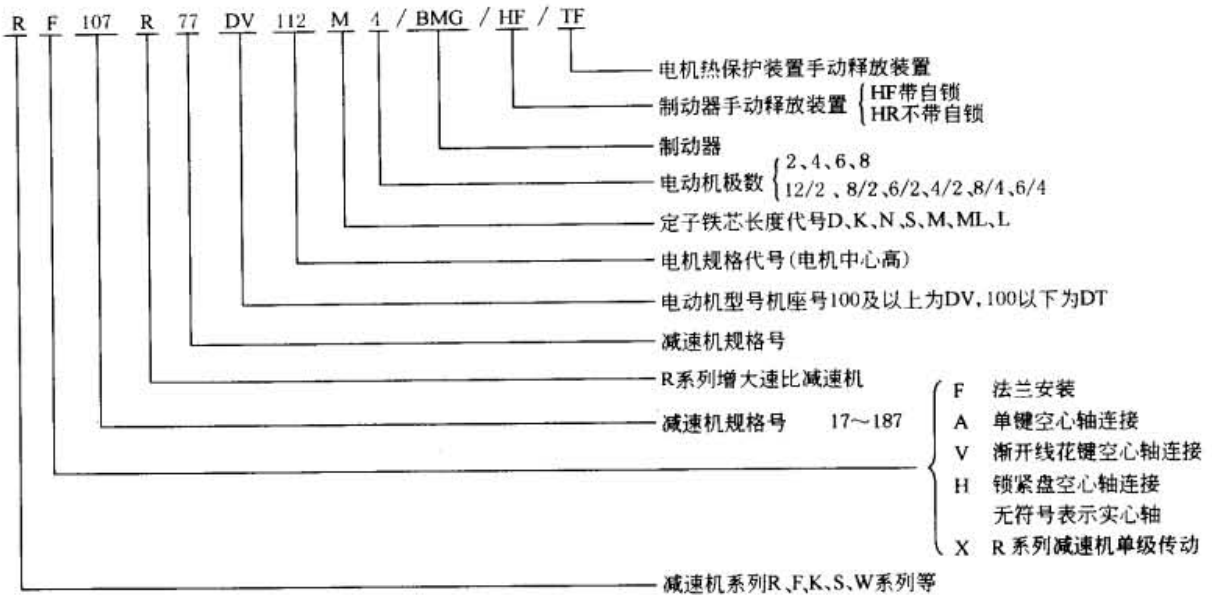 R F 107 R 77 DV 112 M 4 / BMG / HF / TF
电机热保护装置手动释放装置
制动器手动释放装置 HF带自锁
HR不带自锁
制动器
电动机极数 2、4、6、8
12/2、8/2、6/2、4/2、8/4、6/4
定子铁芯长度代号D、K、N、S、M、ML、L
电机规格代号(电机中心高)
电动机型号机座号100及以上为DV,100以下为DT
减速机规格号
R系列增大速比减速机
减速机规格号 17～187
F 法兰安装
A 单键空心轴连接
V 渐开线花键空心轴连接
H 锁紧盘空心轴连接
无符号表示实心轴
X R系列减速机单级传动
减速机系列R、F、K、S、W系列等